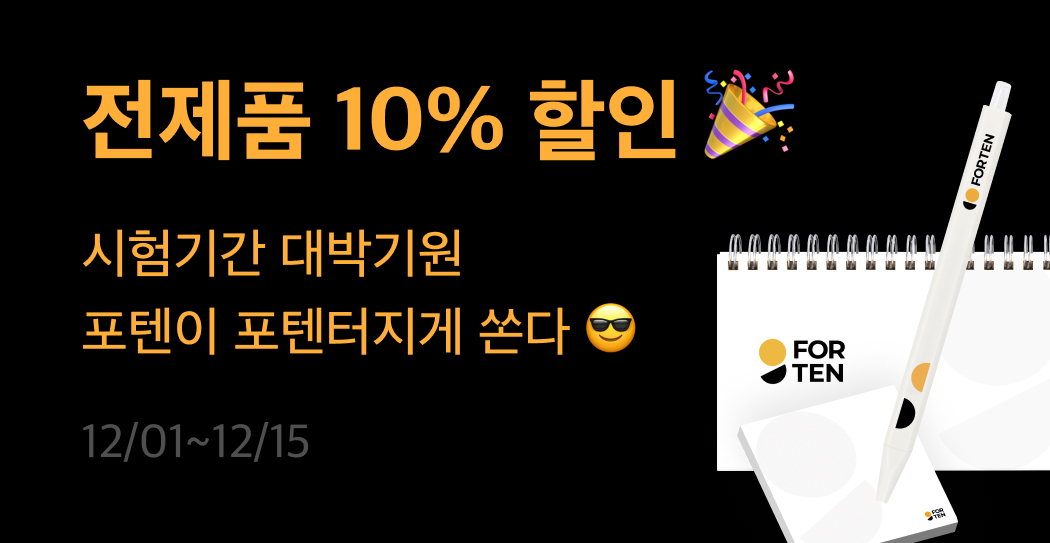 전제품 10% 할인 🎉
시험기간 대박기원
포텐이 포텐터지게 쏜다 😎
12/01~12/15
FORTEN
FOR
TEN
FOR
TEN